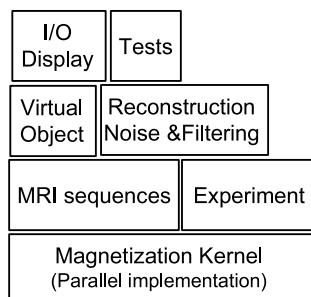 I/O
Display
Tests
Virtual
Object
Reconstruction
Noise &Filtering
MRI sequences
Experiment
Magnetization Kernel
(Parallel implementation)